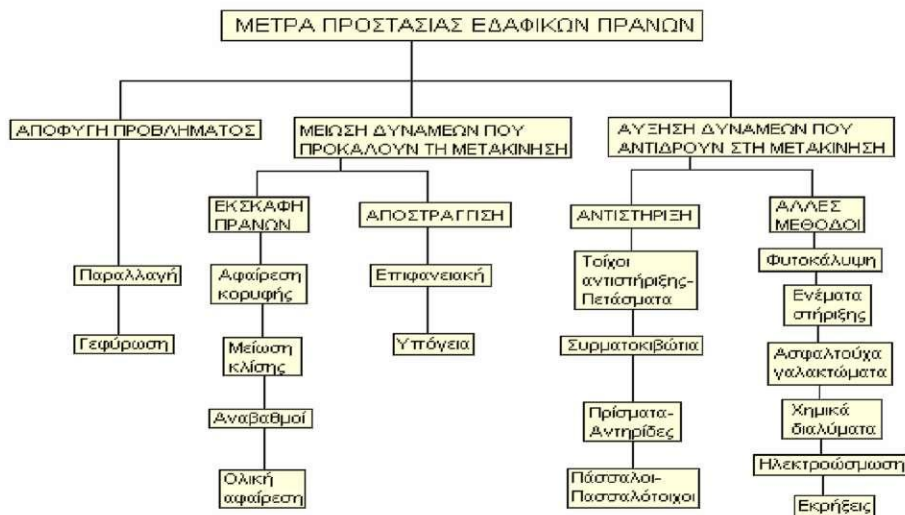 ΜΕΤΡΑ ΠΡΟΣΤΑΣΙΑΣ ΕΔΑΦΙΚΩΝ ΠΡΑΝΩΝ
ΑΠΟΦΥΓΗ ΠΡΟΒΛΗΜΑΤΟΣ
Παραλλαγή
Γεφύρωση
ΜΕΙΩΣΗ ΔΥΝΑΜΕΩΝ ΠΟΥ
ΠΡΟΚΑΛΟΥΝ ΤΗ ΜΕΤΑΚΙΝΗΣΗ
ΕΚΣΚΑΦΗ
ΠΡΑΝΩΝ
Αφαίρεση
κορυφής
Μείωση
κλίσης
Αναβαθμοί
Ολική
αφαίρεση
ΑΠΟΣΤΡΑΓΓΙΣΗ
Επιφανειακή
Υπόγεια
ΑΥΞΗΣΗ ΔΥΝΑΜΕΩΝ ΠΟΥ
ΑΝΤΙΔΡΟΥΝ ΣΤΗ ΜΕΤΑΚΙΝΗΣΗ
ΑΝΤΙΣΤΗΡΙΞΗ
Τοίχοι
αντιστήριξης-
Πετάσματα
Συρματοκιβώτια
Πρίσματα-
Αντηρίδες
Πάσσαλοι-
Πασσαλότοιχοι
ΑΛΛΕΣ
ΜΕΘΟΔΟΙ
Φυτοκάλυψη
Ενέματα
στήριξης
Ασφαλτούχα
γαλακτώματα
Χημικά
διαλύματα
Ηλεκτροώσμωση
Εκρήξεις